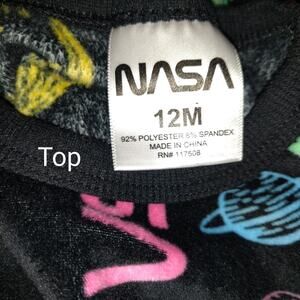 NASA
12M
92% POLYESTER 8% SPANDEX
MADE IN CHINA
RN# 117508
Top